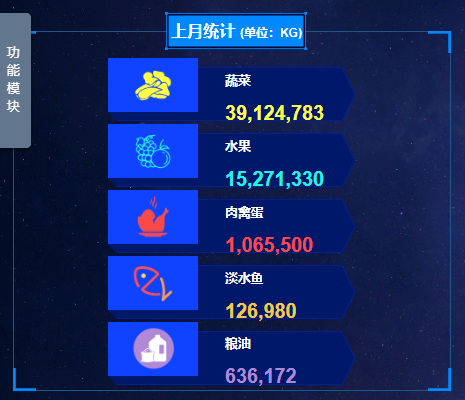 上月统计 (单位：KG)
功能模块
蔬菜
39,124,783
水果
15,271,330
肉禽蛋
1,065,500
淡水鱼
126,980
粮油
636,172